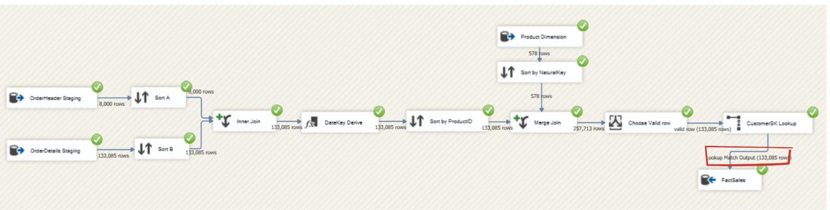 Product Dimension
578 rows
Sort by NaturalKey
578 rows
OrderHeader Staging
8,000 rows
Sort A
8,000 rows
Inner Join
133,085 rows
DateKey Derive
133,085 rows
Sort by ProductID
133,085 rows
Merge Join
257,713 rows
Choose Valid row
valid row (133,085 rows)
CustomerSK Lookup
OrderDetails Staging
133,085 rows
Sort B
133,085 rows
Lookup Match Output (133,085 rows)
FactSales